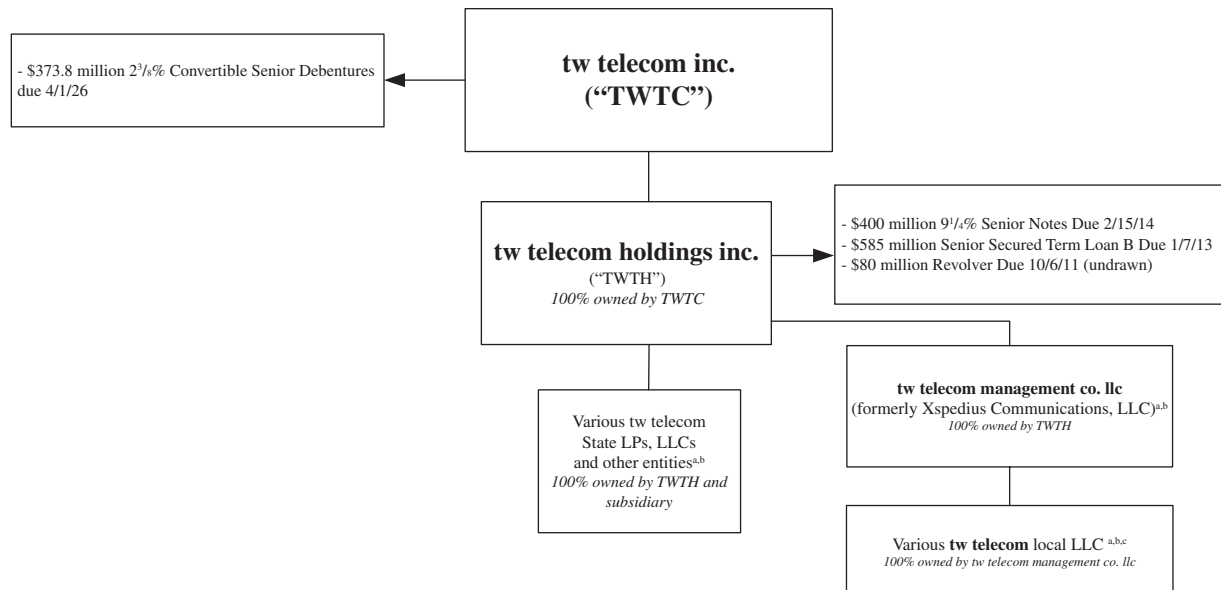 - $373.8 million 2³/₈% Convertible Senior Debentures
due 4/1/26
tw telecom inc.
(“TWTC”)
tw telecom holdings inc.
(“TWTH”)
100% owned by TWTC
- $400 million 9¹/₄% Senior Notes Due 2/15/14
- $585 million Senior Secured Term Loan B Due 1/7/13
- $80 million Revolver Due 10/6/11 (undrawn)
Various tw telecom
State LPs, LLCs
and other entitiesᵃ,ᵇ
100% owned by TWTH and
subsidiary
tw telecom management co. llc
(formerly Xspedius Communications, LLC)ᵃ,ᵇ
100% owned by TWTH
Various tw telecom local LLC ᵃ,ᵇ,ᶜ
100% owned by tw telecom management co. llc